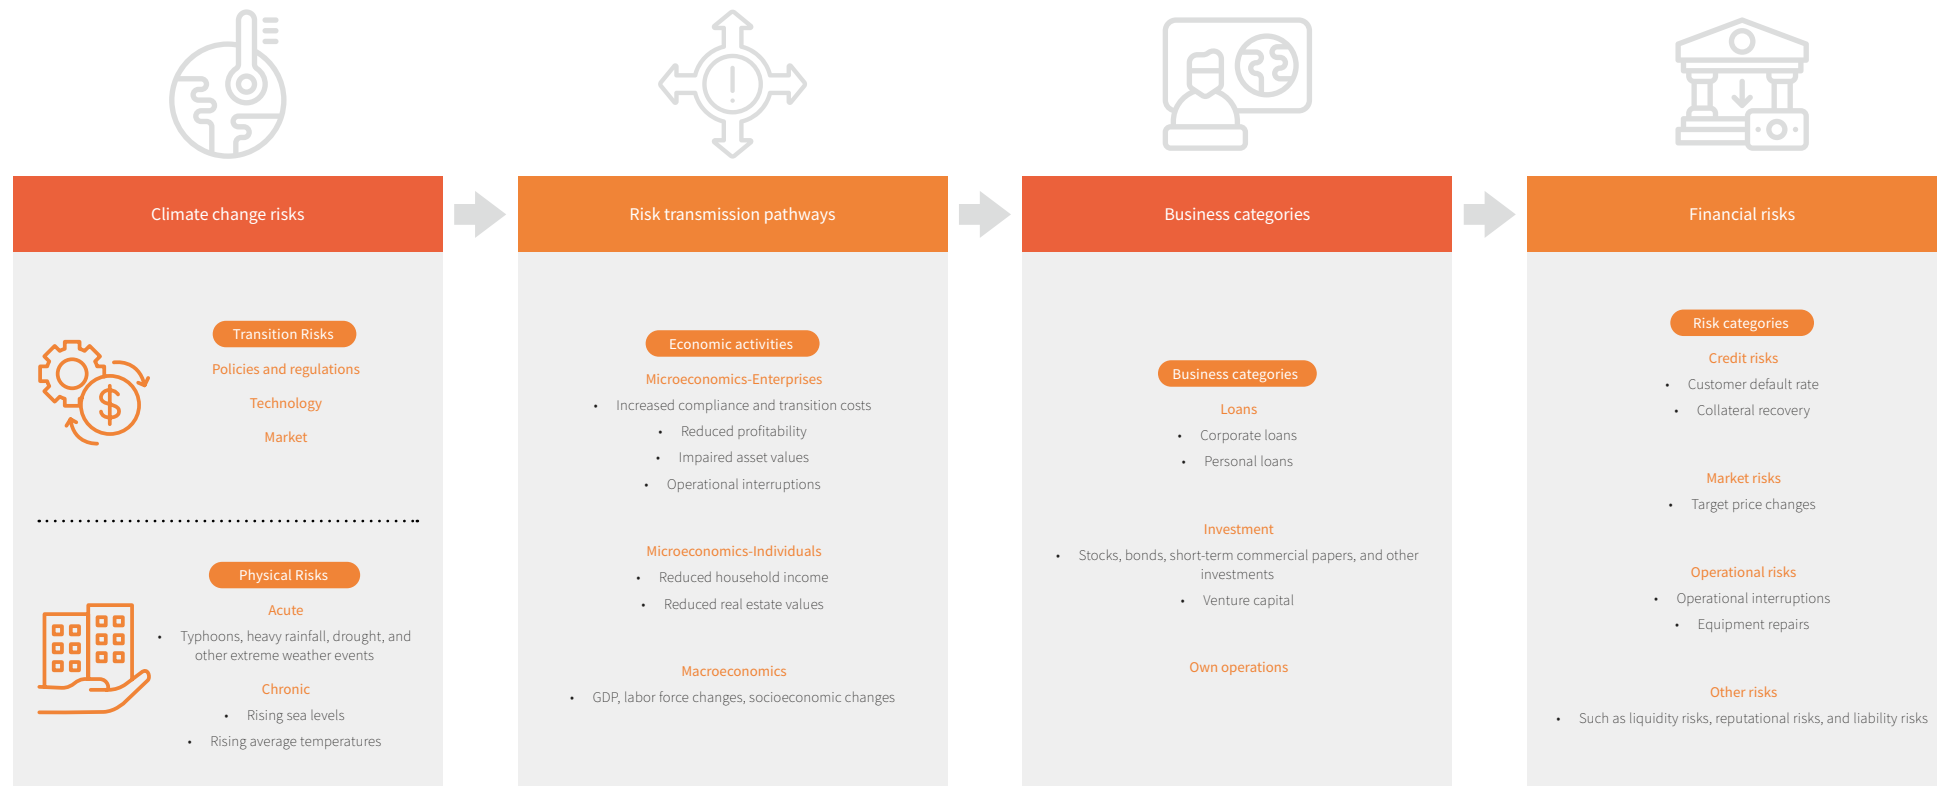 Climate change risks
Transition Risks
Policies and regulations
Technology
Market
Physical Risks
Acute
• Typhoons, heavy rainfall, drought, and
other extreme weather events
Chronic
• Rising sea levels
• Rising average temperatures
Risk transmission pathways
Economic activities
Microeconomics-Enterprises
• Increased compliance and transition costs
• Reduced profitability
• Impaired asset values
• Operational interruptions
Microeconomics-Individuals
• Reduced household income
• Reduced real estate values
Macroeconomics
• GDP, labor force changes, socioeconomic changes
Business categories
Business categories
Loans
• Corporate loans
• Personal loans
Investment
• Stocks, bonds, short-term commercial papers, and other
investments
• Venture capital
Own operations
Financial risks
Risk categories
Credit risks
• Customer default rate
• Collateral recovery
Market risks
• Target price changes
Operational risks
• Operational interruptions
• Equipment repairs
Other risks
• Such as liquidity risks, reputational risks, and liability risks